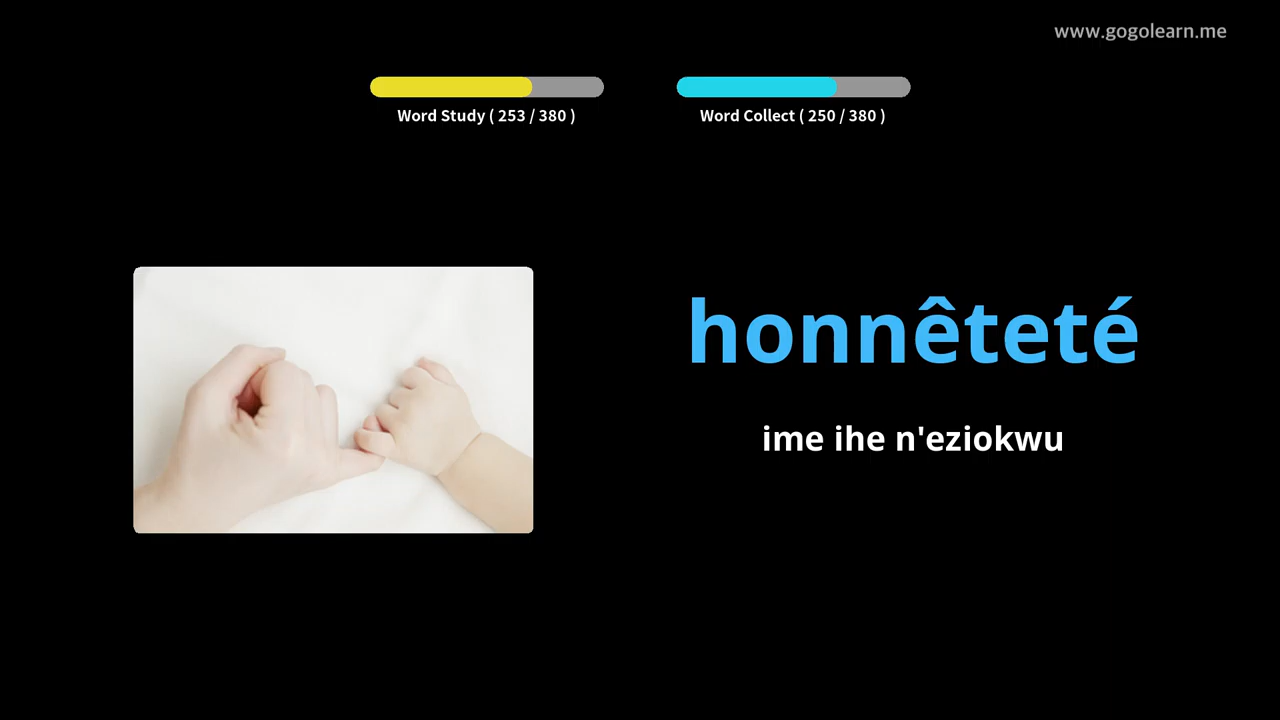 www.gogolearn.me
Word Study ( 253 / 380 )
Word Collect ( 250 / 380 )
honnêteté
ime ihe n'eziokwu